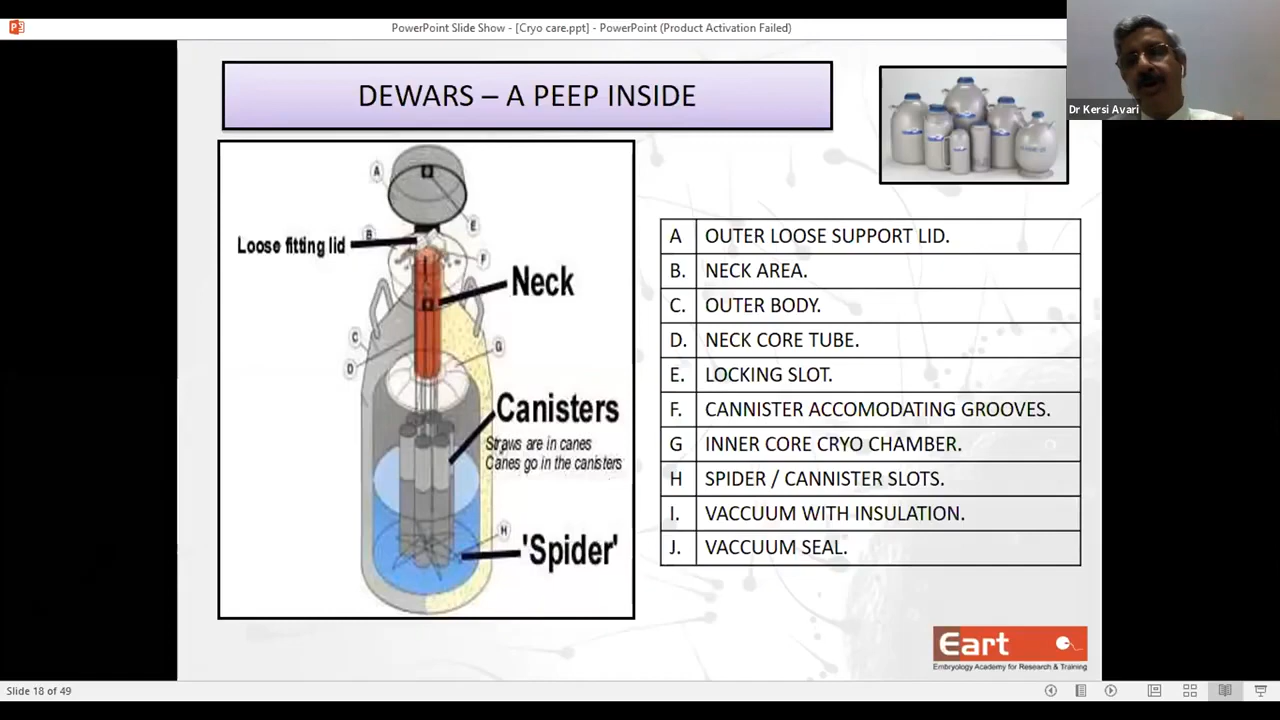 PowerPoint Slide Show - [Cryo care.ppt] - PowerPoint (Product Activation Failed)
Dr Kersi Avari
DEWARS – A PEEP INSIDE
A
E
B
Loose fitting lid
F
Neck
C
D
G
Canisters
Straws are in canes
Canes go in the canisters
H
'Spider'
A OUTER LOOSE SUPPORT LID.
B. NECK AREA.
C. OUTER BODY.
D. NECK CORE TUBE.
E. LOCKING SLOT.
F. CANNISTER ACCOMODATING GROOVES.
G INNER CORE CRYO CHAMBER.
H SPIDER / CANNISTER SLOTS.
I. VACCUUM WITH INSULATION.
J. VACCUUM SEAL.
Eart
Embryology Academy for Research & Training
Slide 18 of 49